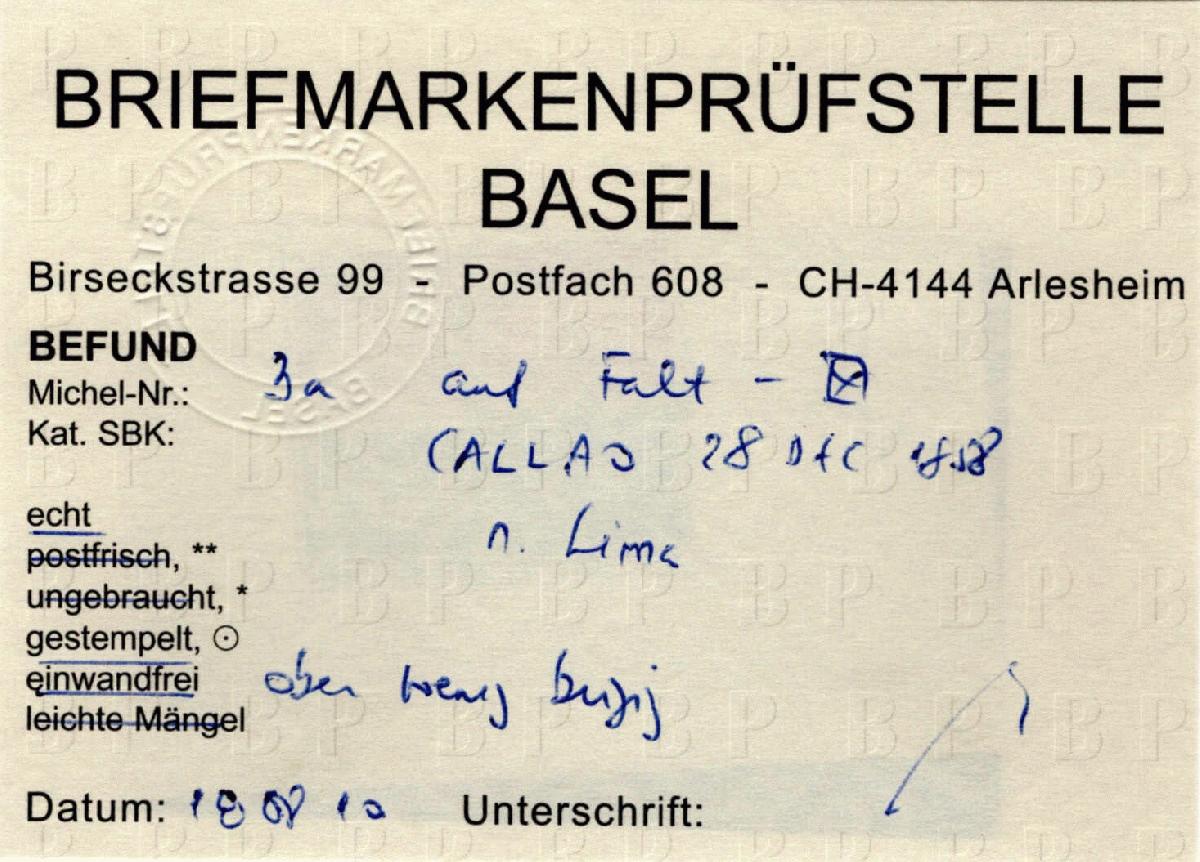 BRIEFMARKENPRÜFSTELLE
BASEL
Birseckstrasse 99 - Postfach 608 - CH-4144 Arlesheim
BEFUND
Michel-Nr.: 3a auf Falt -
Kat. SBK: CALLAO 28 DEC 1858
n. Lima
echt
postfrisch, **
ungebraucht, *
gestempelt, ⊙
einwandfrei oben wenig
leichte Mängel
Datum: 18 08 10 Unterschrift: